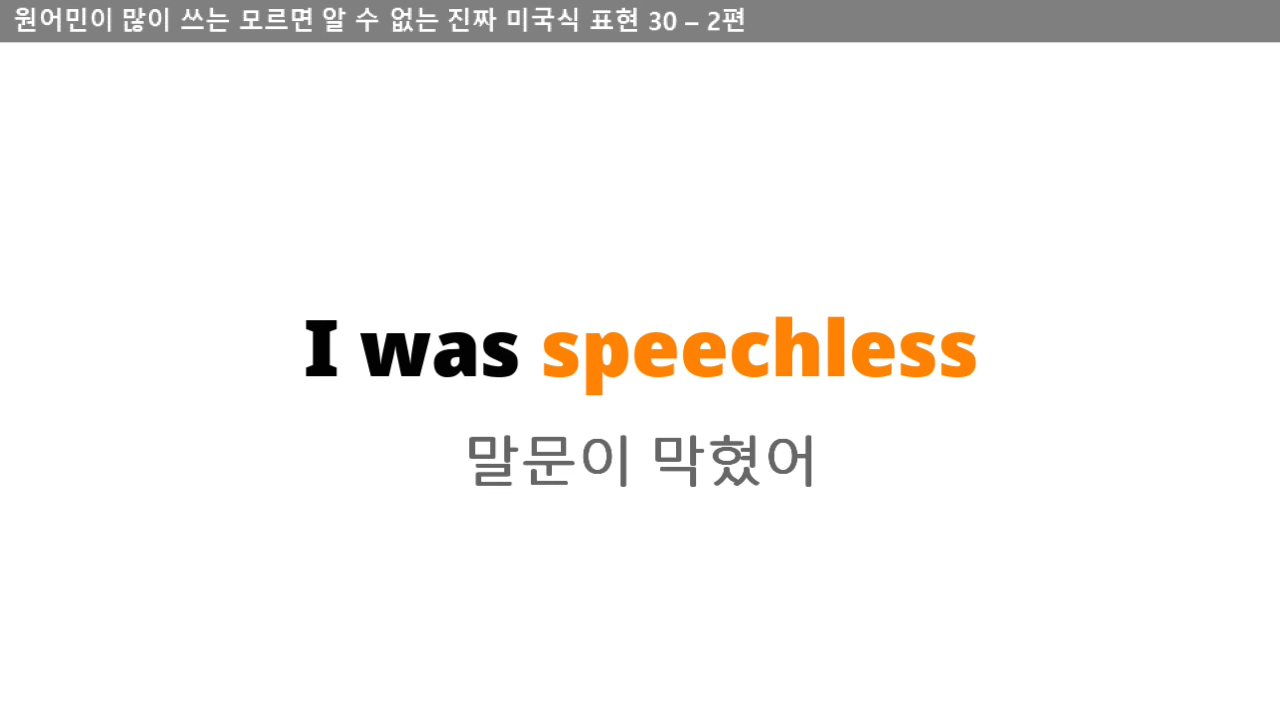 원어민이 많이 쓰는 모르면 알 수 없는 진짜 미국식 표현 30 – 2편
I was speechless
말문이 막혔어